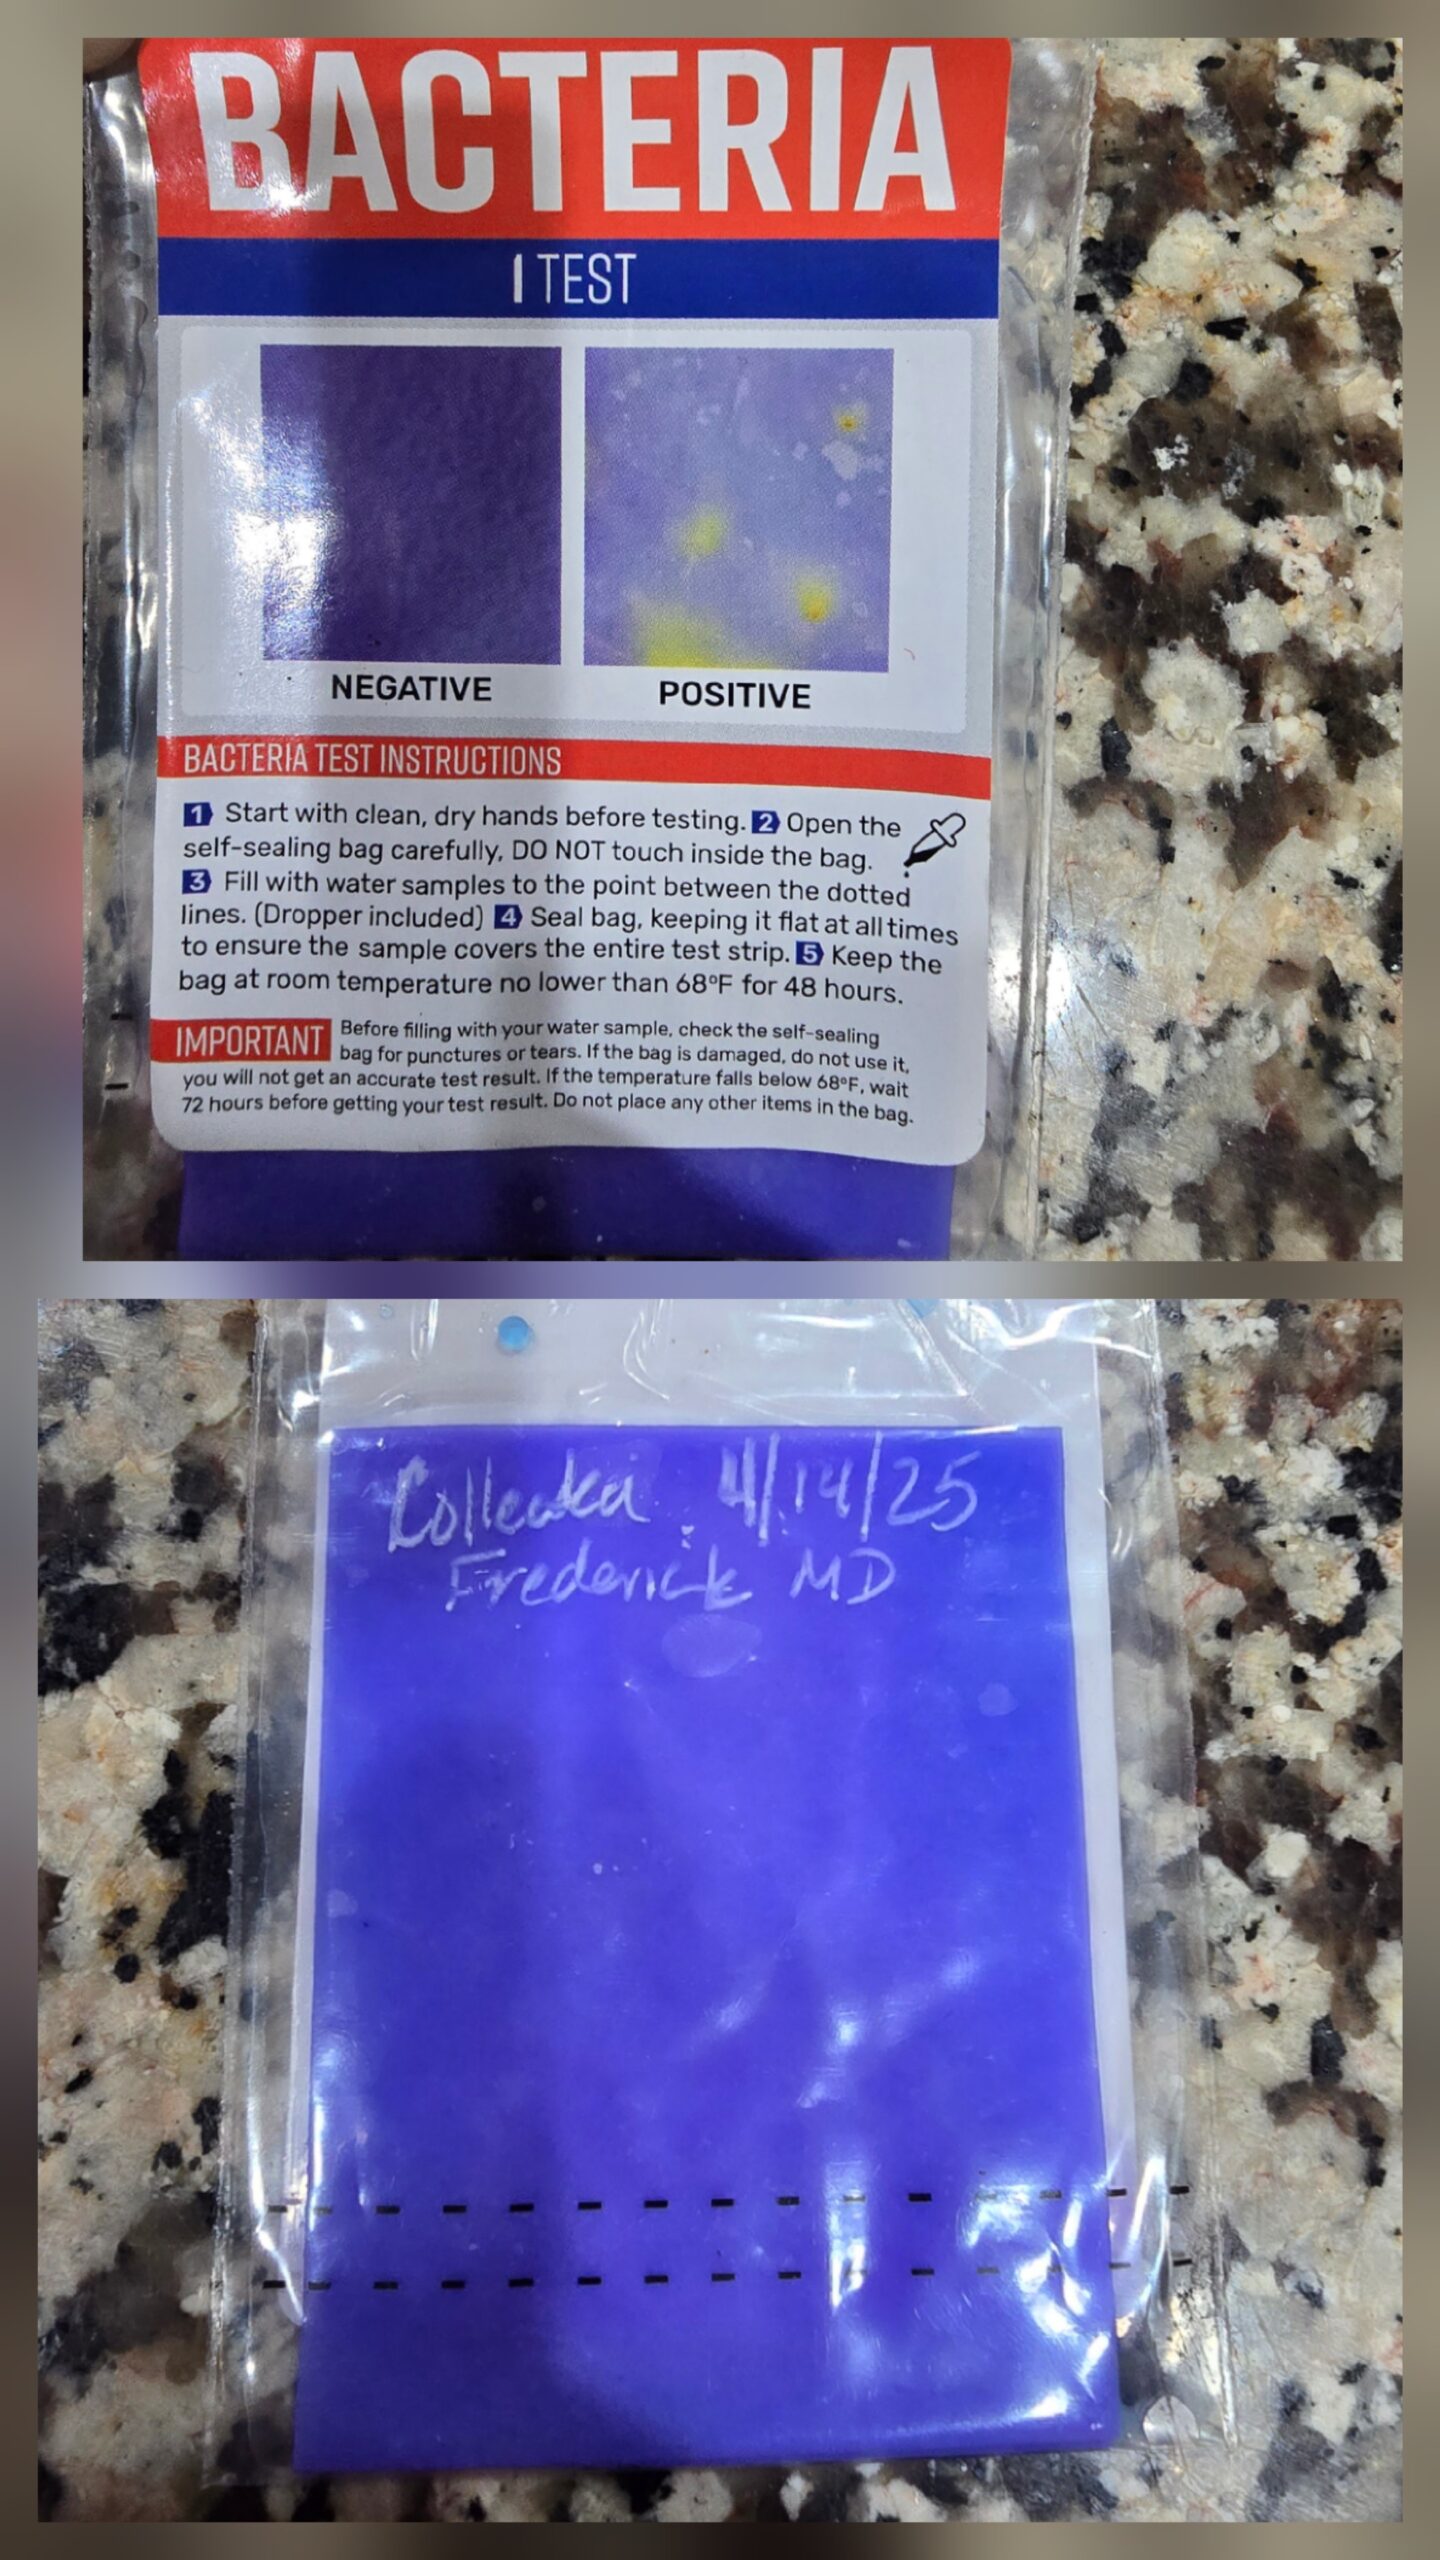 BACTERIA
1 TEST
NEGATIVE
POSITIVE
BACTERIA TEST INSTRUCTIONS
1 Start with clean, dry hands before testing. 2 Open the
self-sealing bag carefully, DO NOT touch inside the bag.
3 Fill with water samples to the point between the dotted
lines. (Dropper included) 4 Seal bag, keeping it flat at all times
to ensure the sample covers the entire test strip. 5 Keep the
bag at room temperature no lower than 68°F for 48 hours.
IMPORTANT Before filling with your water sample, check the self-sealing
bag for punctures or tears. If the bag is damaged, do not use it,
you will not get an accurate test result. If the temperature falls below 68°F, wait
72 hours before getting your test result. Do not place any other items in the bag.
4/14/25
Frederick MD